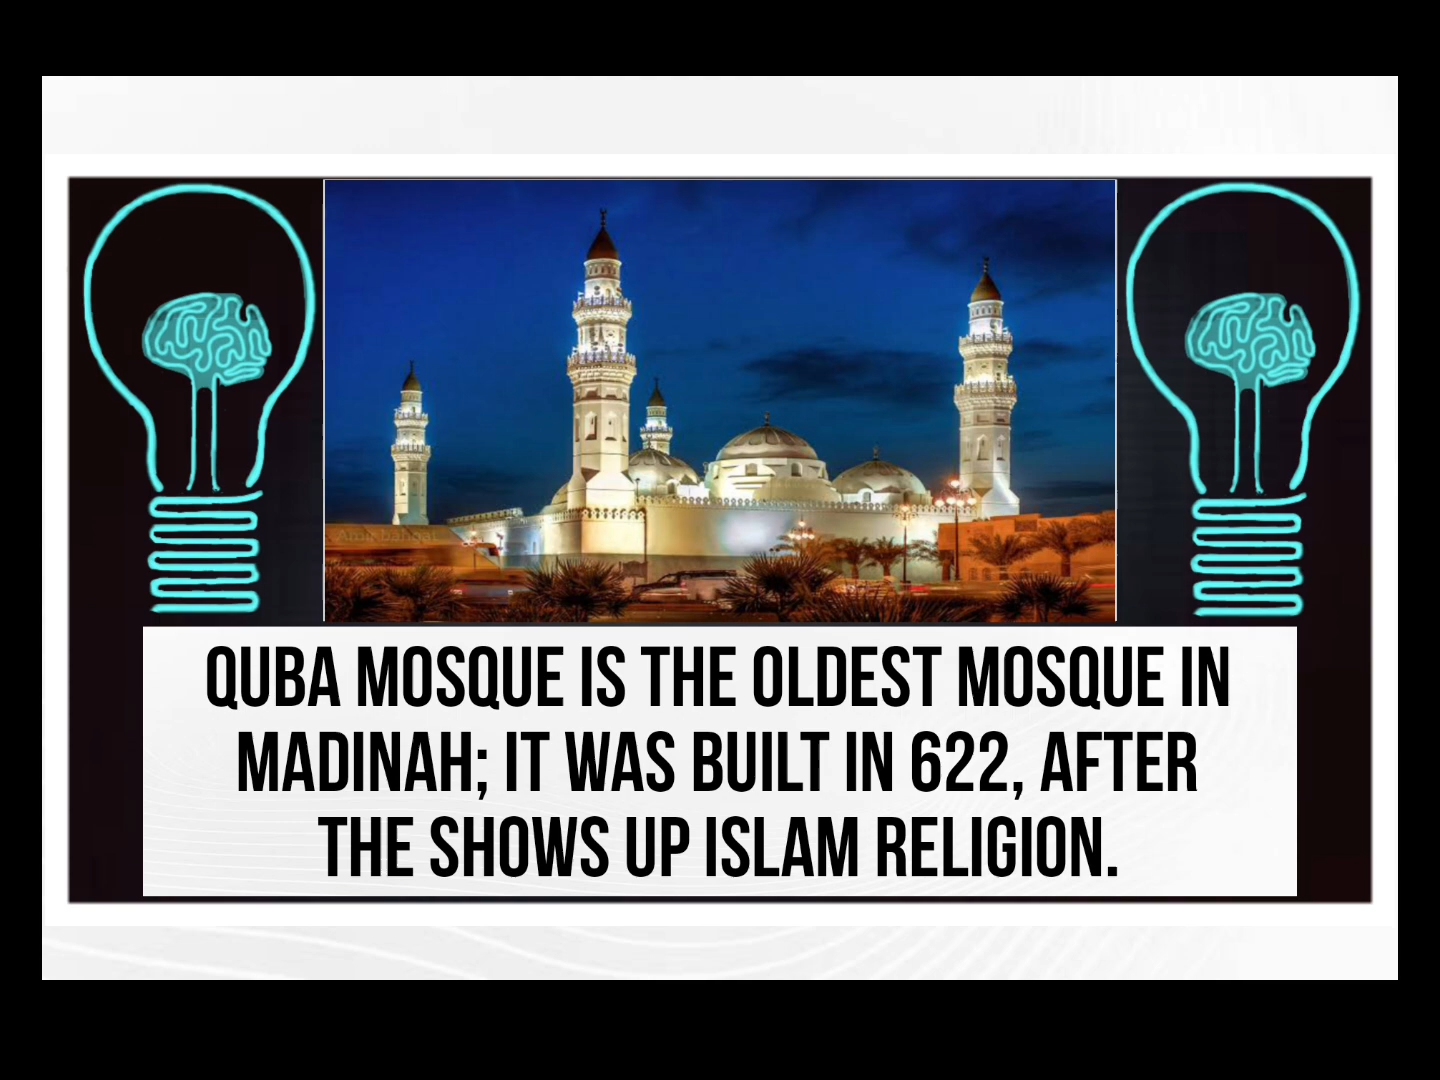 Amirbahgat
QUBA MOSQUE IS THE OLDEST MOSQUE IN
MADINAH; IT WAS BUILT IN 622, AFTER
THE SHOWS UP ISLAM RELIGION.